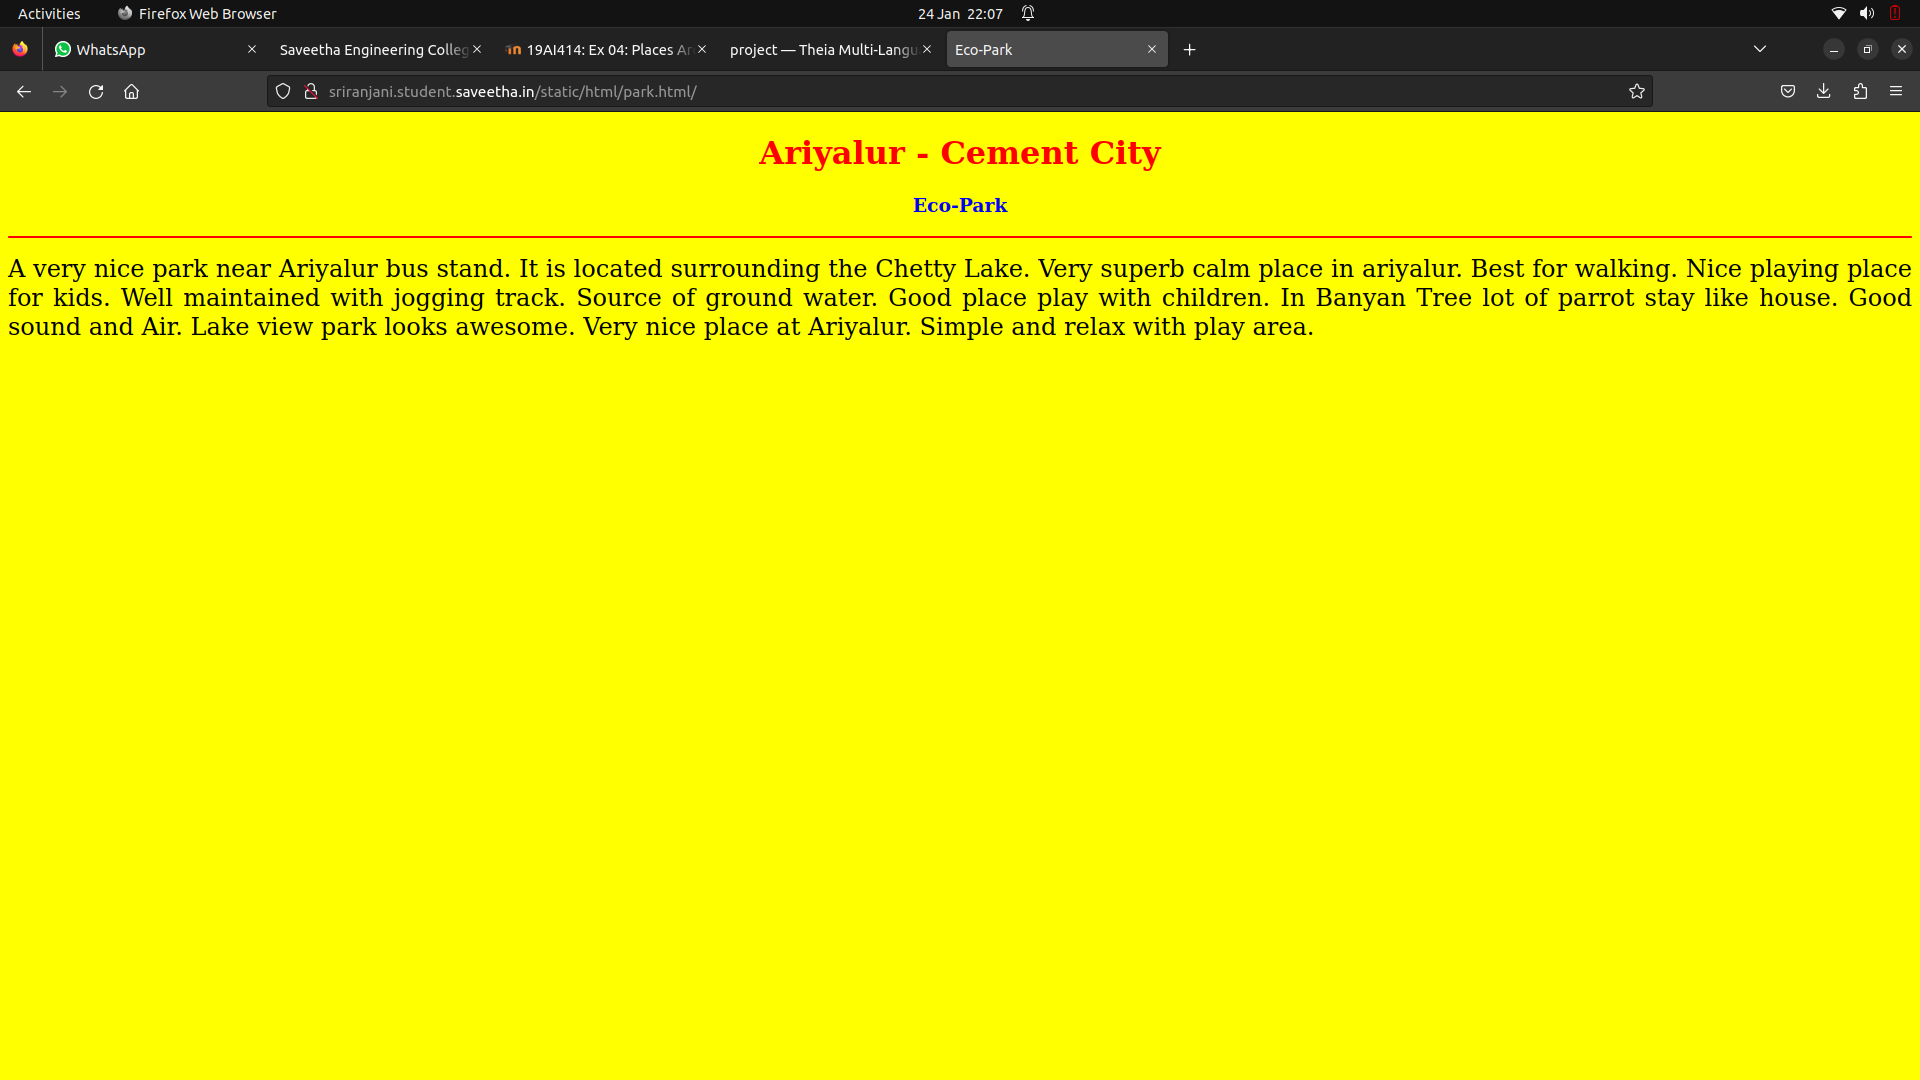 Activities Firefox Web Browser 24 Jan 22:07
WhatsApp Saveetha Engineering Colleg 19AI414: Ex 04: Places Ar project — Theia Multi-Langu Eco-Park
sriranjani.student.saveetha.in/static/html/park.html/
Ariyalur - Cement City
Eco-Park
A very nice park near Ariyalur bus stand. It is located surrounding the Chetty Lake. Very superb calm place in ariyalur. Best for walking. Nice playing place
for kids. Well maintained with jogging track. Source of ground water. Good place play with children. In Banyan Tree lot of parrot stay like house. Good
sound and Air. Lake view park looks awesome. Very nice place at Ariyalur. Simple and relax with play area.